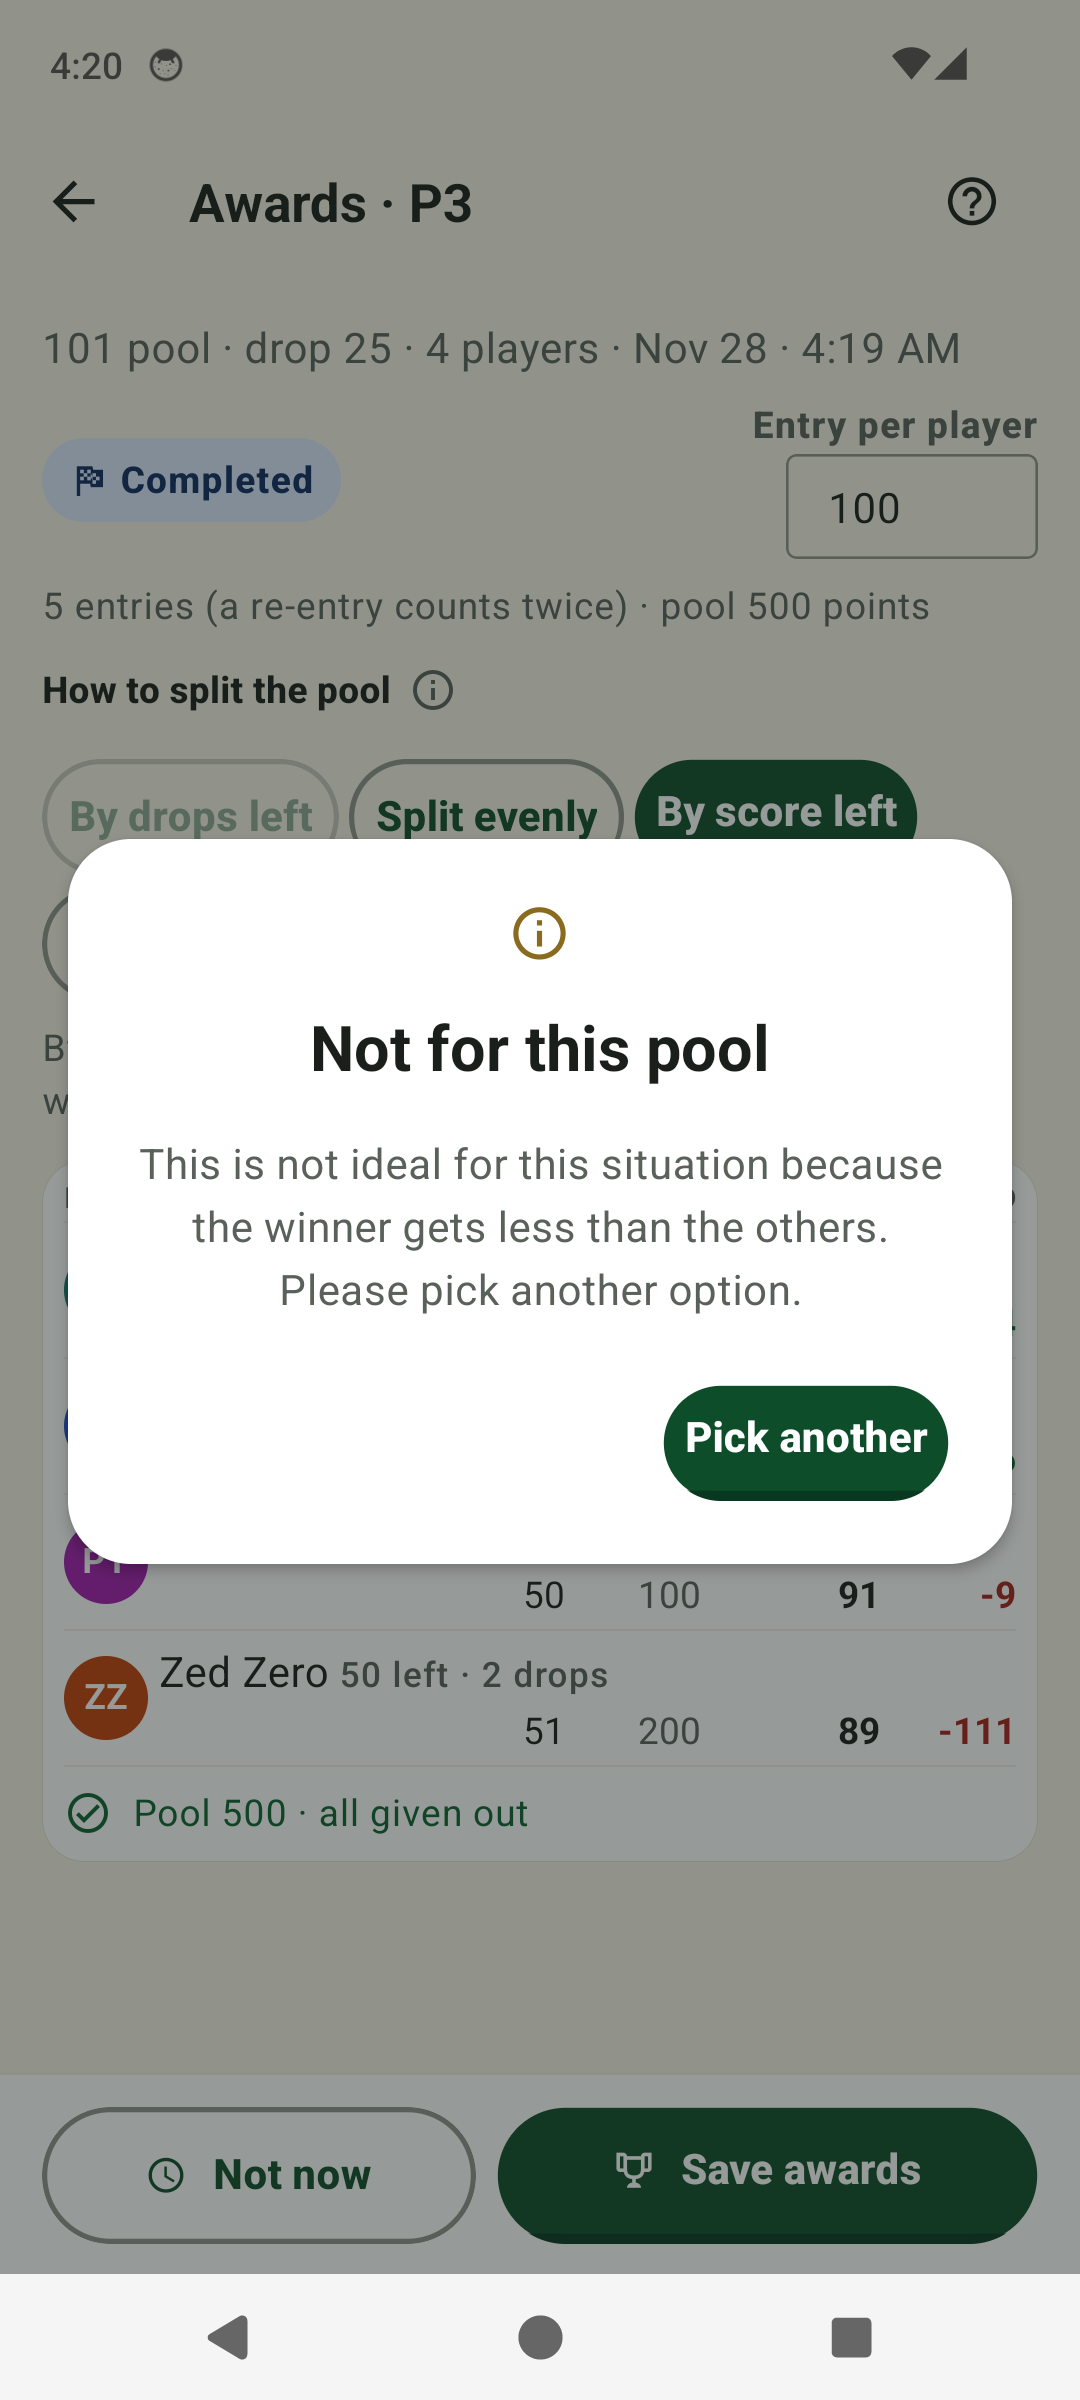 4:20
Awards · P3
101 pool · drop 25 · 4 players · Nov 28 · 4:19 AM
Entry per player
Completed
100
5 entries (a re-entry counts twice) · pool 500 points
How to split the pool
By drops left
Split evenly
By score left
Not for this pool
This is not ideal for this situation because
the winner gets less than the others.
Please pick another option.
Pick another
50 100 91 -9
ZZ
Zed Zero 50 left · 2 drops
51 200 89 -111
Pool 500 · all given out
Not now
Save awards